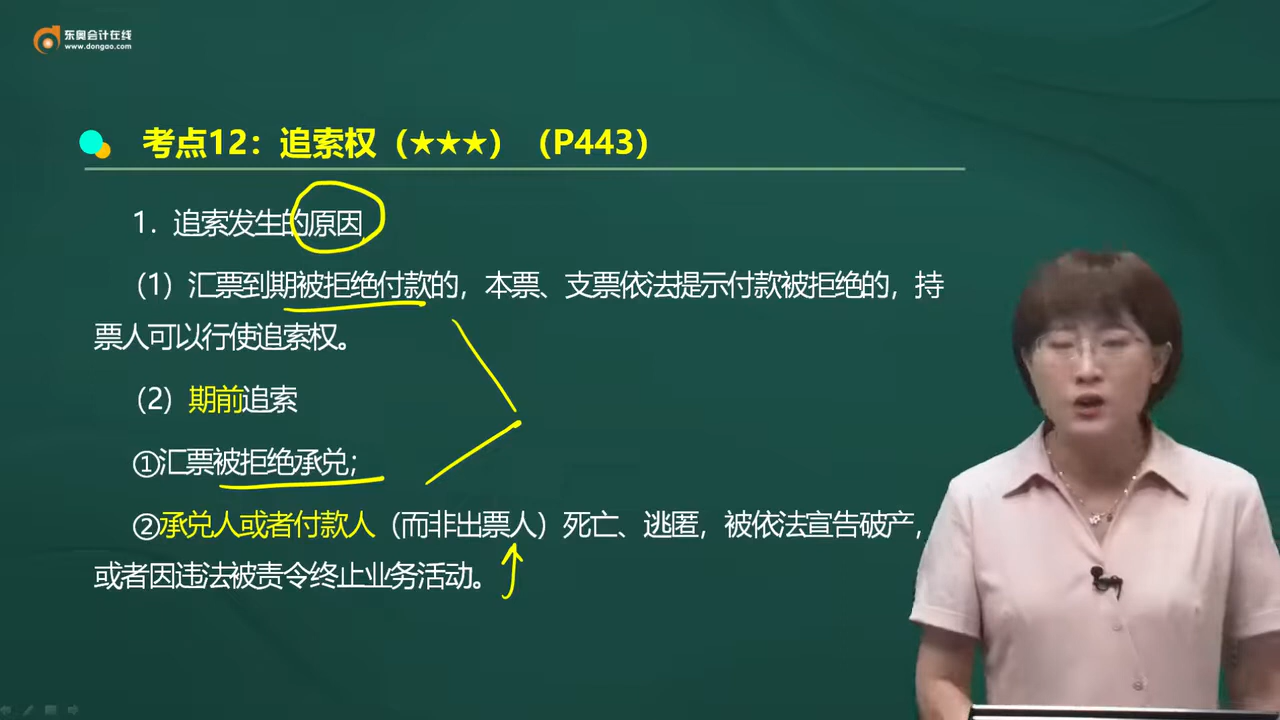 东奥会计在线
www.dongao.com
考点12：追索权（★★★）（P443）
1．追索发生的原因
（1）汇票到期被拒绝付款的，本票、支票依法提示付款被拒绝的，持
票人可以行使追索权。
（2）期前追索
①汇票被拒绝承兑；
②承兑人或者付款人（而非出票人）死亡、逃匿，被依法宣告破产，
或者因违法被责令终止业务活动。